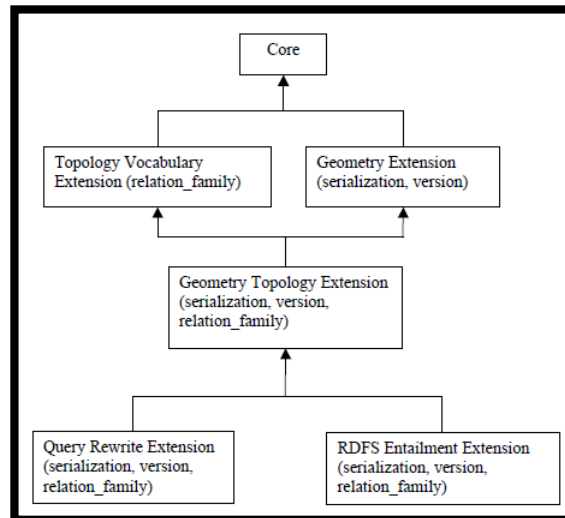 Core
Topology Vocabulary
Extension (relation_family)
Geometry Extension
(serialization, version)
Geometry Topology Extension
(serialization, version,
relation_family)
Query Rewrite Extension
(serialization, version,
relation_family)
RDFS Entailment Extension
(serialization, version,
relation_family)